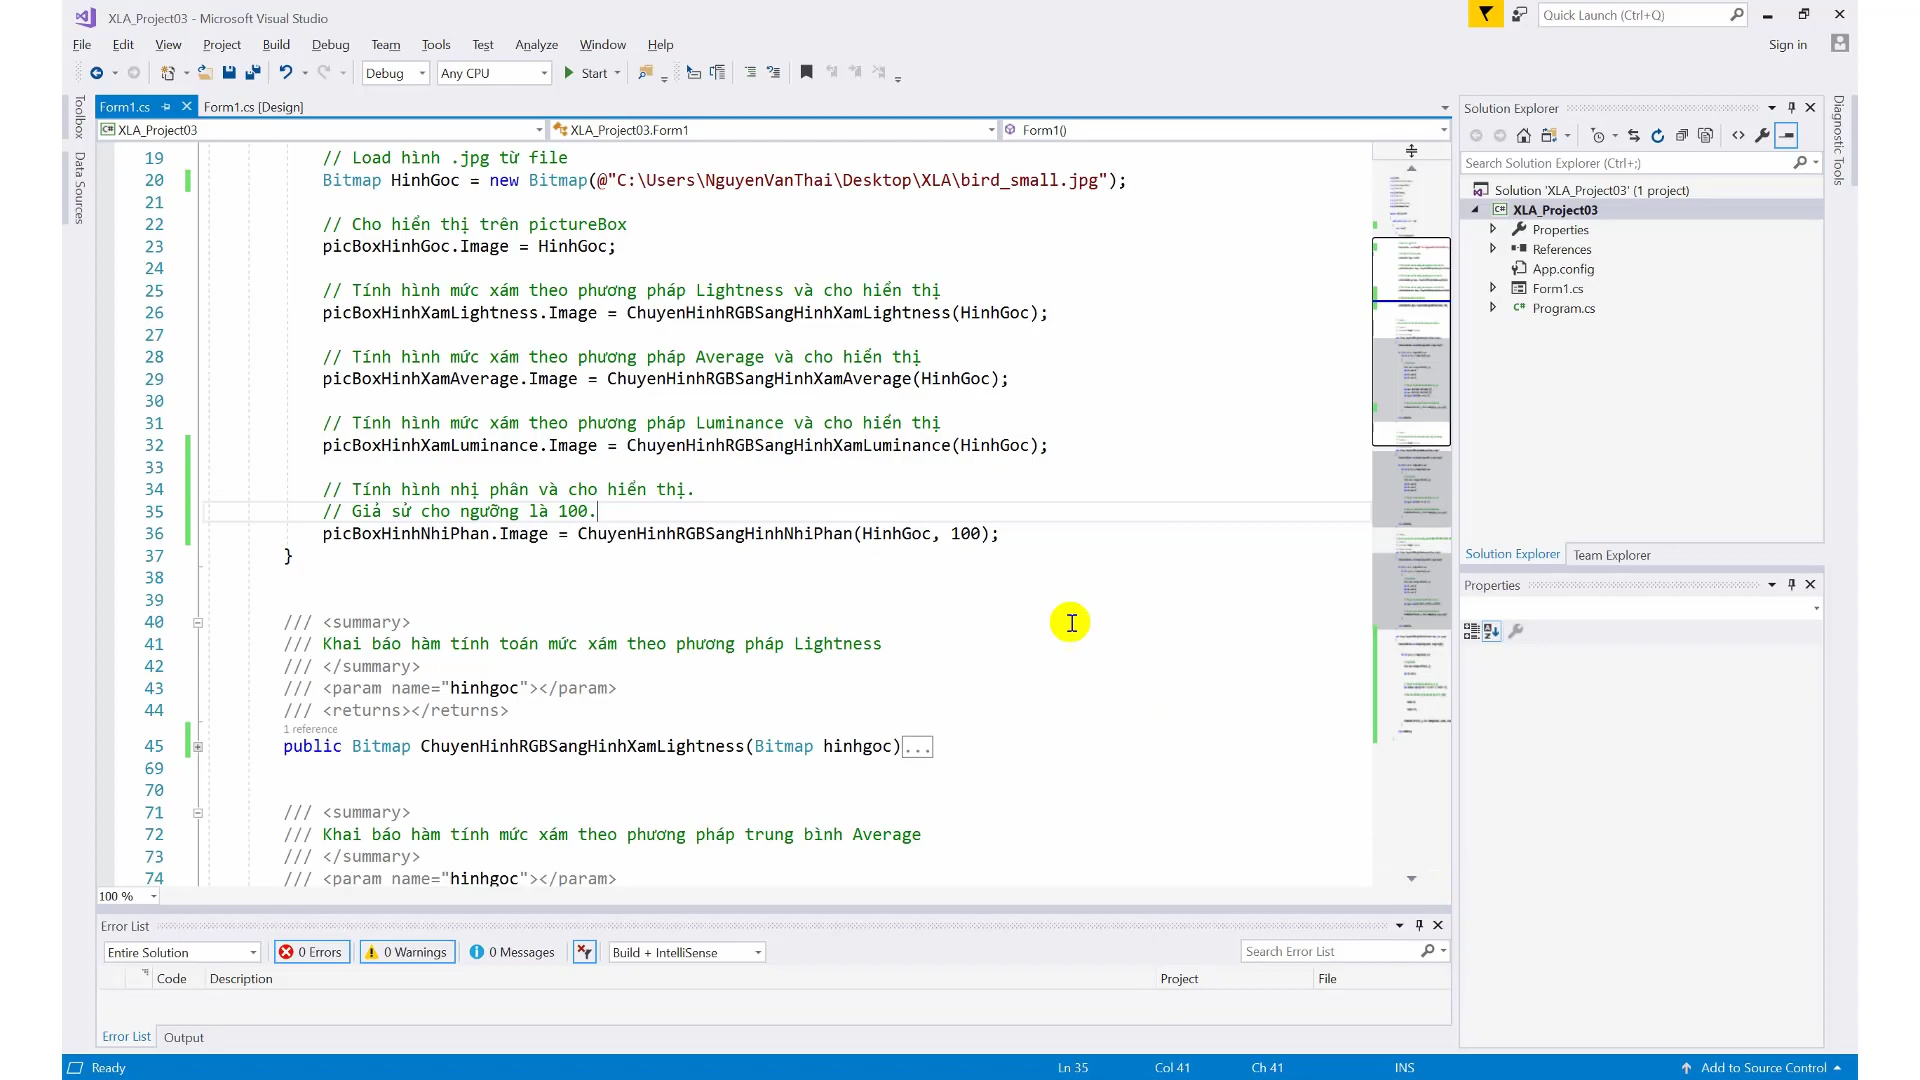 XLA_Project03 - Microsoft Visual Studio
Quick Launch (Ctrl+Q)
File Edit View Project Build Debug Team Tools Test Analyze Window Help
Sign in
Debug Any CPU Start
Toolbox
Data Sources
Form1.cs Form1.cs [Design]
XLA_Project03 XLA_Project03.Form1 Form1()
19 // Load hình .jpg từ file
20 Bitmap HinhGoc = new Bitmap(@"C:\Users\NguyenVanThai\Desktop\XLA\bird_small.jpg");
21
22 // Cho hiển thị trên pictureBox
23 picBoxHinhGoc.Image = HinhGoc;
24
25 // Tính hình mức xám theo phương pháp Lightness và cho hiển thị
26 picBoxHinhXamLightness.Image = ChuyenHinhRGBSangHinhXamLightness(HinhGoc);
27
28 // Tính hình mức xám theo phương pháp Average và cho hiển thị
29 picBoxHinhXamAverage.Image = ChuyenHinhRGBSangHinhXamAverage(HinhGoc);
30
31 // Tính hình mức xám theo phương pháp Luminance và cho hiển thị
32 picBoxHinhXamLuminance.Image = ChuyenHinhRGBSangHinhXamLuminance(HinhGoc);
33
34 // Tính hình nhị phân và cho hiển thị.
35 // Giả sử cho ngưỡng là 100.
36 picBoxHinhNhiPhan.Image = ChuyenHinhRGBSangHinhNhiPhan(HinhGoc, 100);
37 }
38
39
40 /// <summary>
41 /// Khai báo hàm tính toán mức xám theo phương pháp Lightness
42 /// </summary>
43 /// <param name="hinhgoc"></param>
44 /// <returns></returns>
1 reference
45 public Bitmap ChuyenHinhRGBSangHinhXamLightness(Bitmap hinhgoc)...
69
70
71 /// <summary>
72 /// Khai báo hàm tính mức xám theo phương pháp trung bình Average
73 /// </summary>
74 /// <param name="hinhgoc"></param>
100 %
Solution Explorer
Search Solution Explorer (Ctrl+;)
Solution 'XLA_Project03' (1 project)
XLA_Project03
Properties
References
App.config
Form1.cs
Program.cs
Solution Explorer Team Explorer
Properties
Diagnostic Tools
Error List
Entire Solution 0 Errors 0 Warnings 0 Messages Build + IntelliSense Search Error List
Code Description Project File
Error List Output
Ready Ln 35 Col 41 Ch 41 INS Add to Source Control